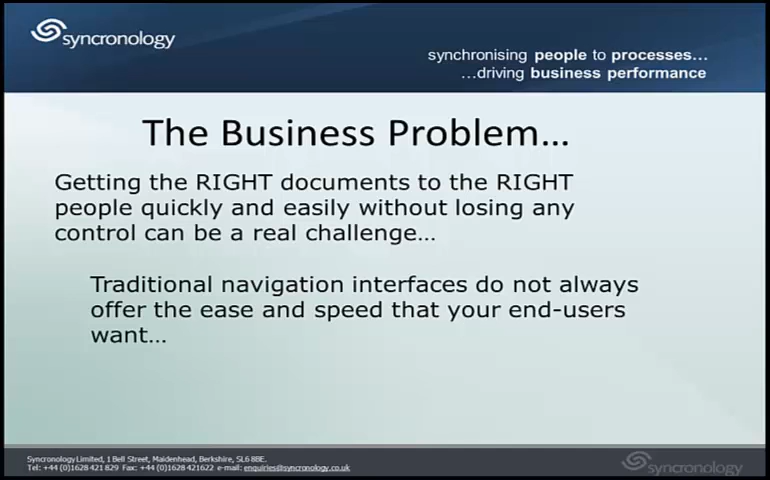 syncronology
synchronising people to processes...
...driving business performance
The Business Problem...
Getting the RIGHT documents to the RIGHT
people quickly and easily without losing any
control can be a real challenge...
Traditional navigation interfaces do not always
offer the ease and speed that your end-users
want...
Syncronology Limited, 1 Bell Street, Maidenhead, Berkshire, SL6 8BE.
Tel: +44 (0)1628 421 829 Fax: +44 (0)1628 421622 e-mail: enquiries@syncronology.co.uk
syncronology